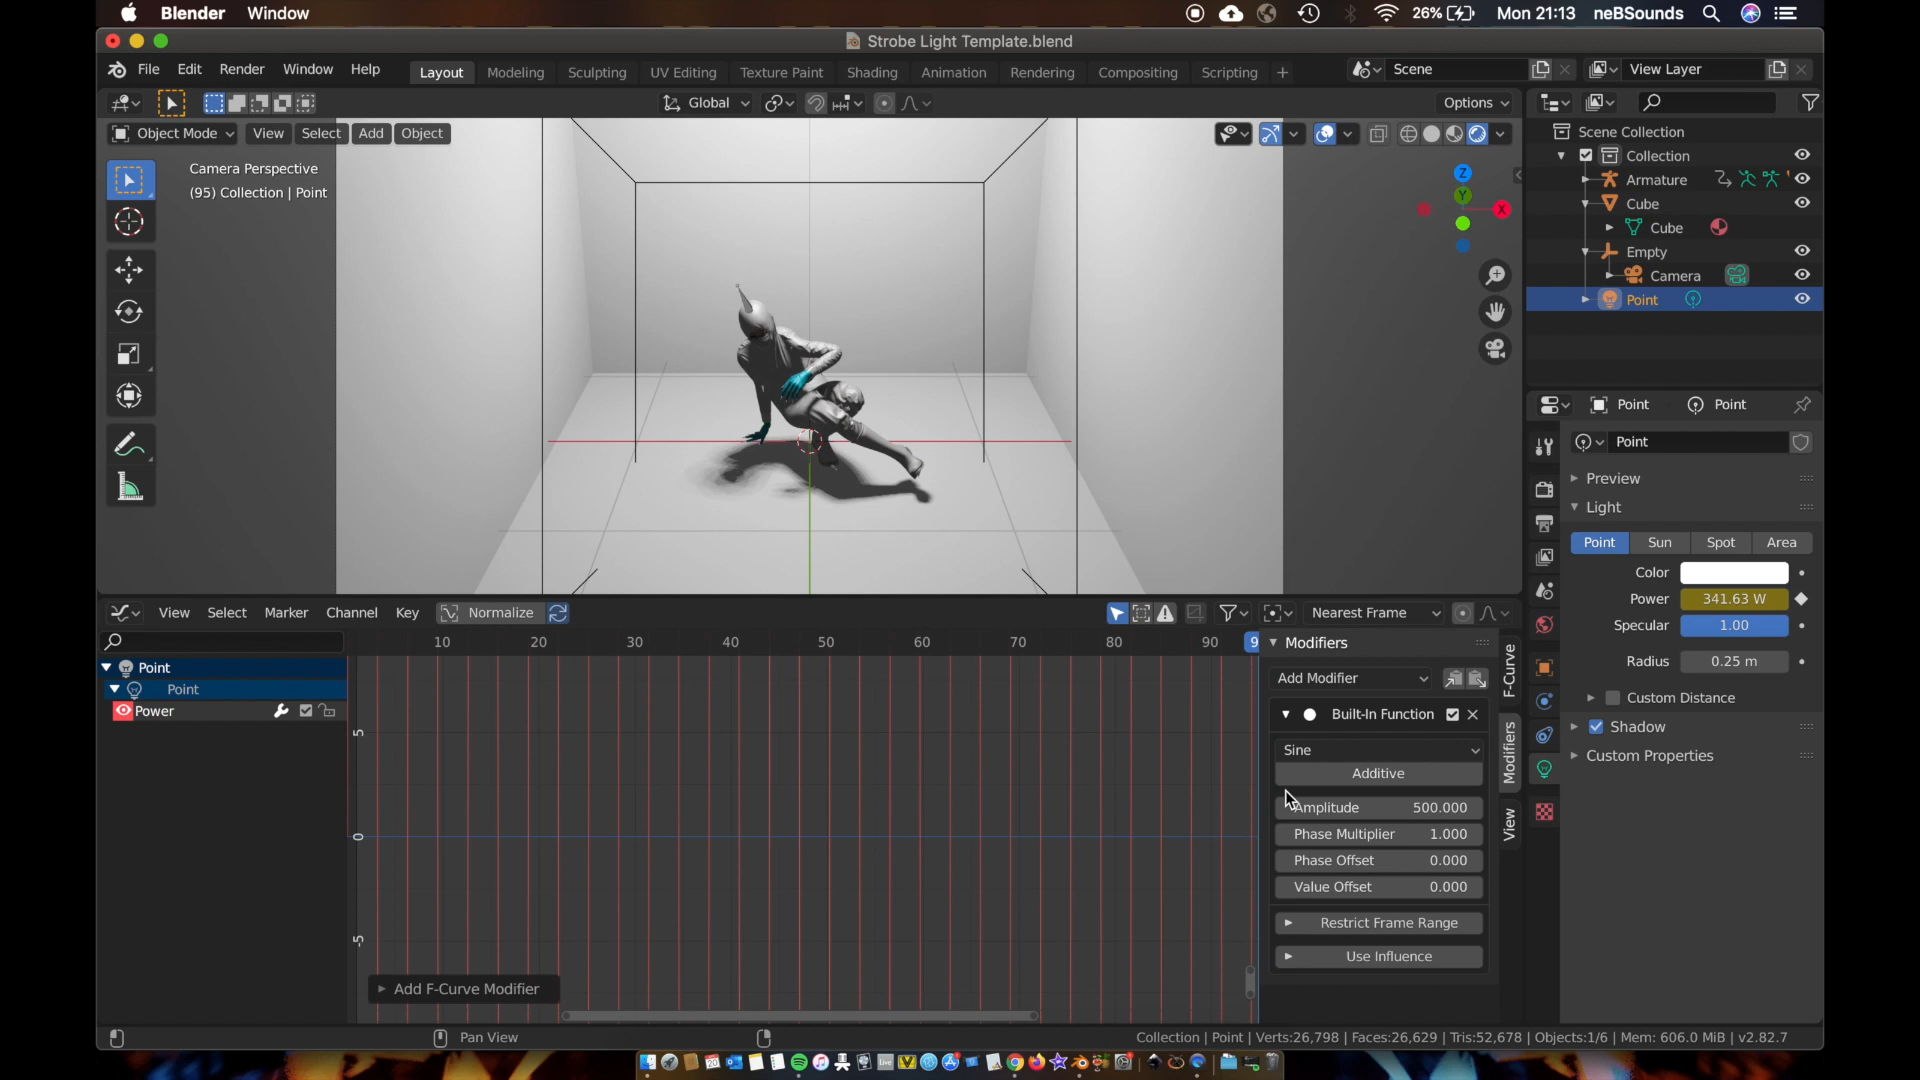 Blender Window 26% Mon 21:13 neBSounds
Strobe Light Template.blend
File Edit Render Window Help Layout Modeling Sculpting UV Editing Texture Paint Shading Animation Rendering Compositing Scripting + Scene View Layer
Global Options
Object Mode View Select Add Object
Camera Perspective
(95) Collection | Point
Z
Y
X
Scene Collection
Collection
Armature
Cube
Cube
Empty
Camera
Point
Point Point
Point
Preview
Light
Point Sun Spot Area
Color
Power 341.63 W
Specular 1.00
Radius 0.25 m
Custom Distance
Shadow
Custom Properties
View Select Marker Channel Key Normalize Nearest Frame
10 20 30 40 50 60 70 80 90 9
Point
Point
Power
5
0
-5
Modifiers
Add Modifier
Built-In Function
Sine
Additive
Amplitude 500.000
Phase Multiplier 1.000
Phase Offset 0.000
Value Offset 0.000
Restrict Frame Range
Use Influence
F-Curve
Modifiers
View
Add F-Curve Modifier
Pan View
Collection | Point | Verts:26,798 | Faces:26,629 | Tris:52,678 | Objects:1/6 | Mem: 606.0 MiB | v2.82.7